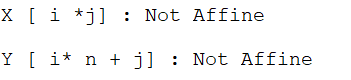 X [ i *j] : Not Affine
Y [ i* n + j] : Not Affine